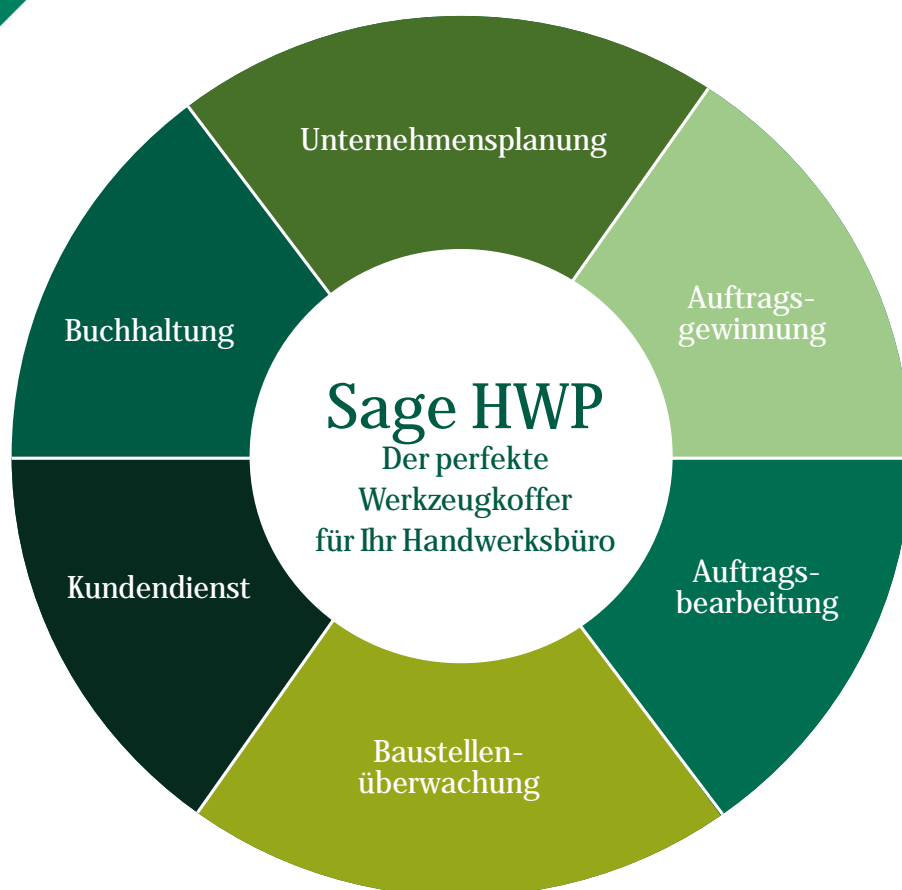 Unternehmensplanung
Auftrags-
gewinnung
Buchhaltung
Sage HWP
Der perfekte
Werkzeugkoffer
für Ihr Handwerksbüro
Kundendienst
Auftrags-
bearbeitung
Baustellen-
überwachung